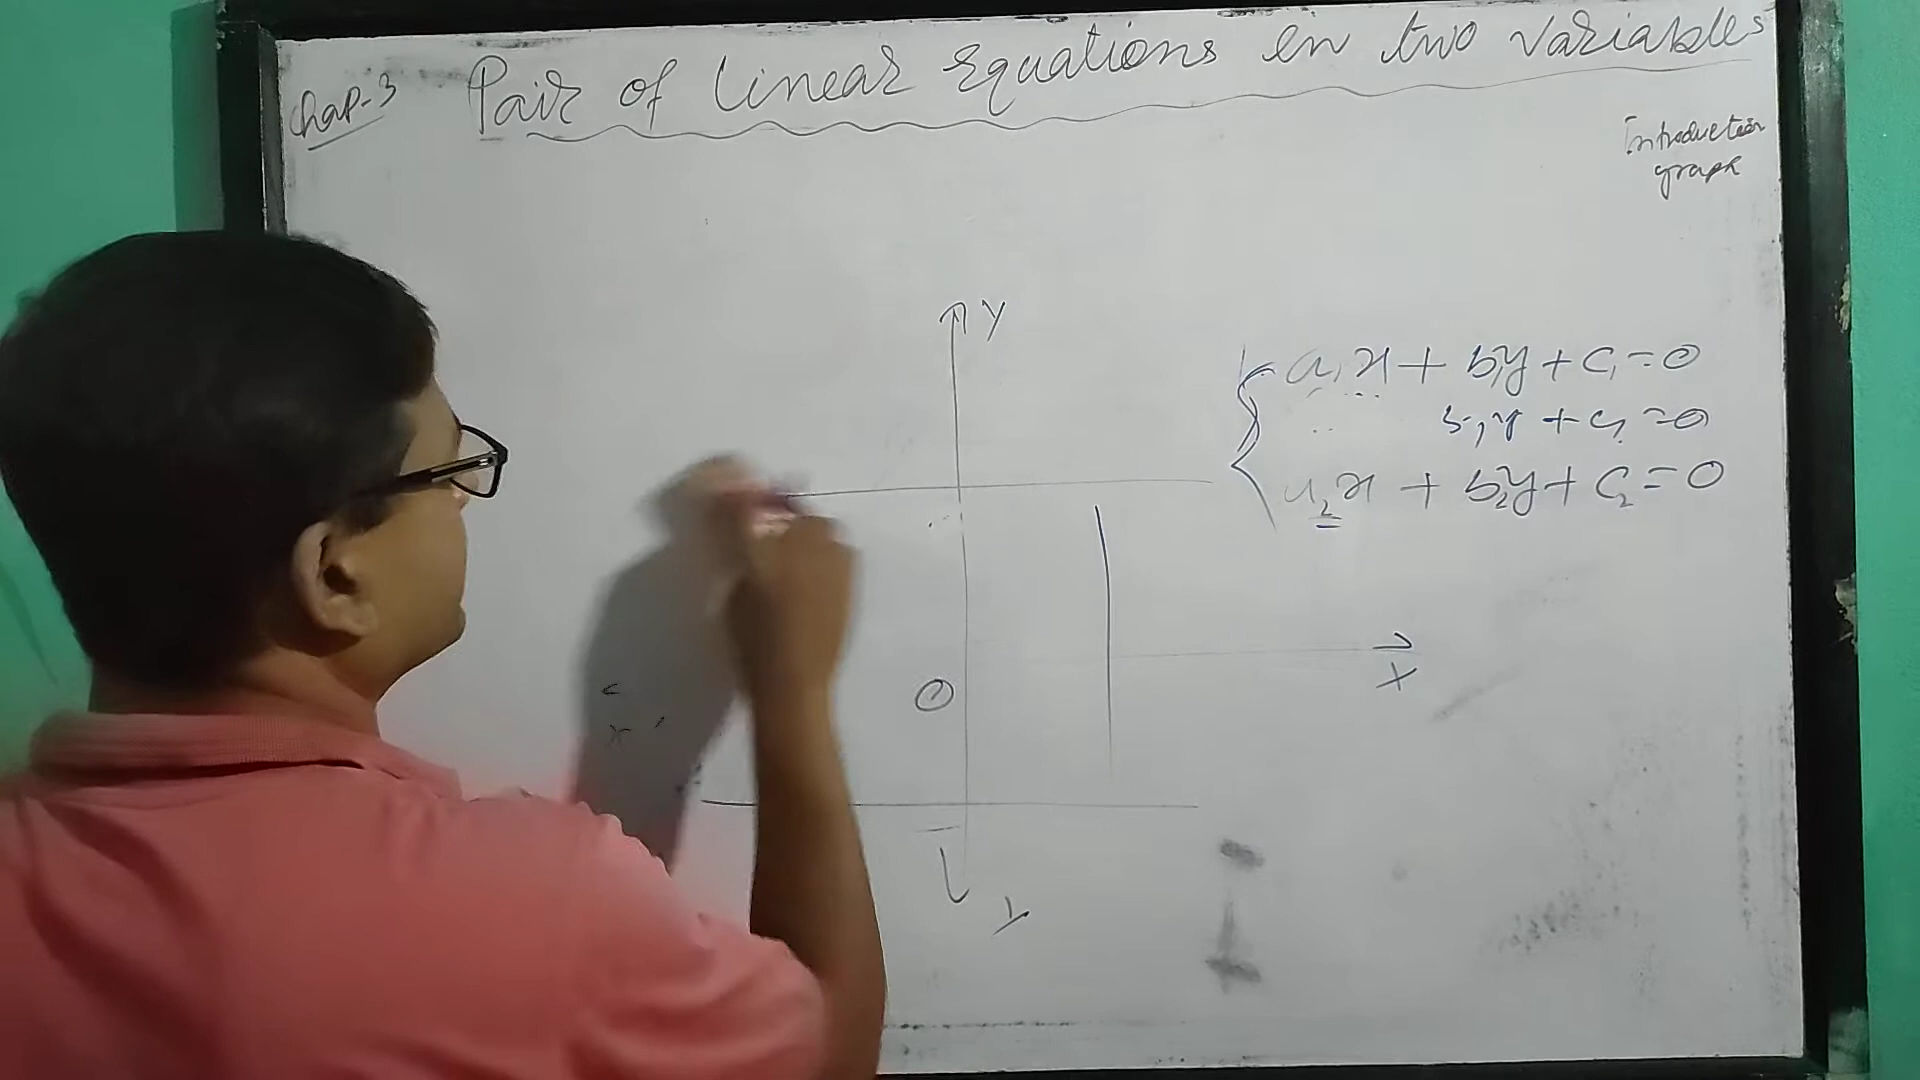 Chap-3 Pair of Linear Equations in two variables
Introduction
graph
Y
a₁x + b₁y + c₁ = 0
b₁y + c₁ = 0
a₂x + b₂y + c₂ = 0
X
O
x'
y